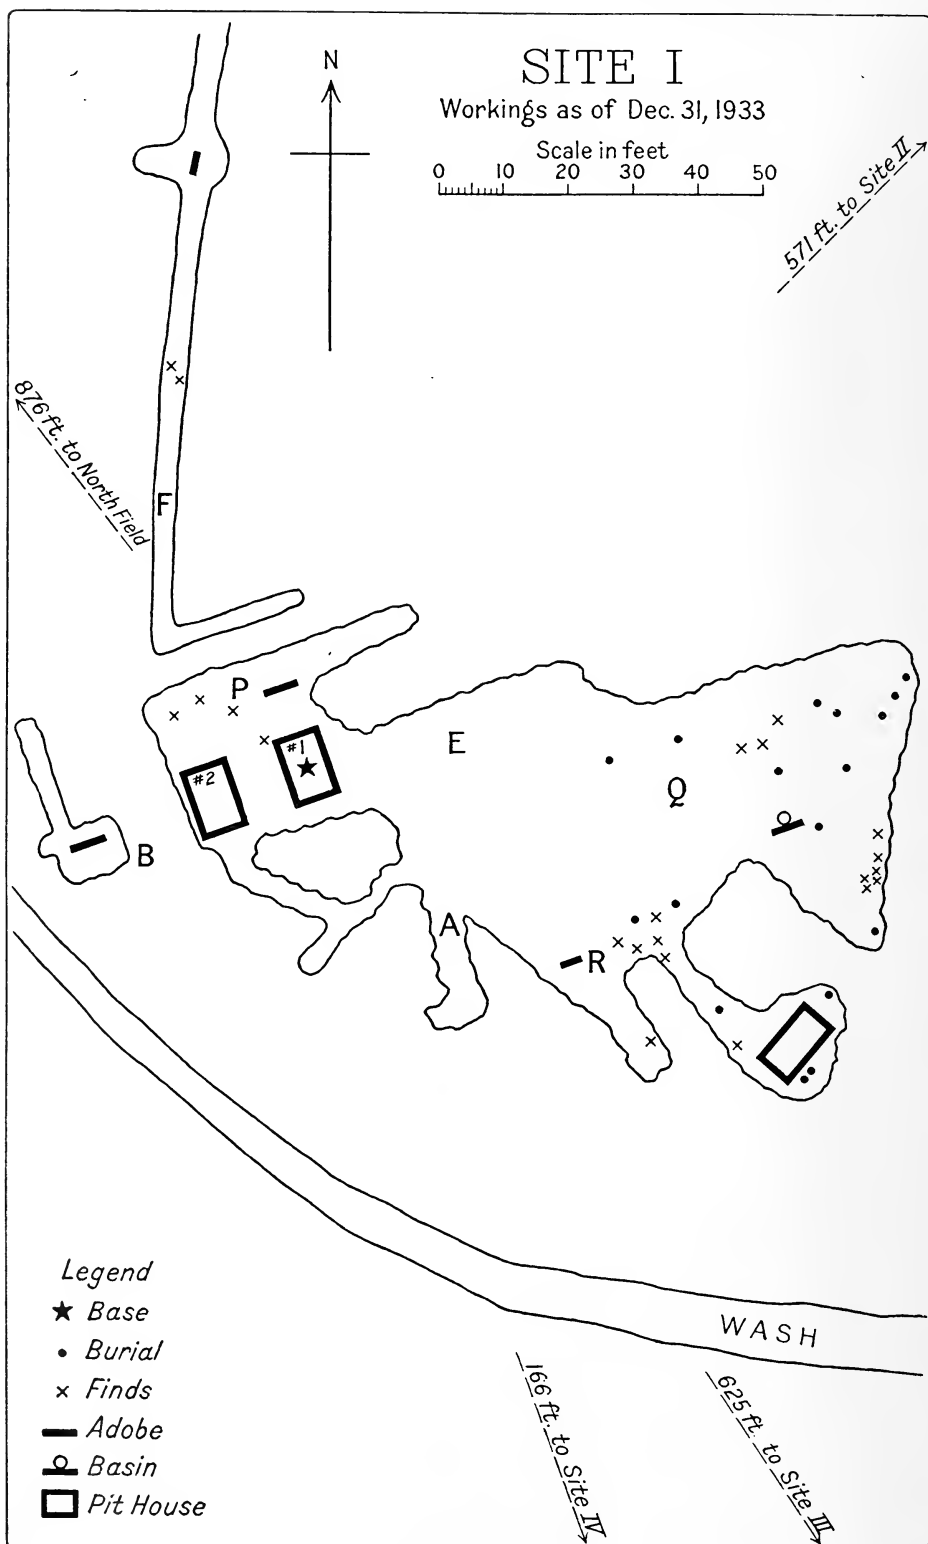 N
SITE I
Workings as of Dec. 31, 1933
Scale in feet
0 10 20 30 40 50
571 ft. to Site II
876 ft. to North Field
F
P
E
#1
#2
Q
B
A
R
WASH
Legend
Base
Burial
Finds
Adobe
Basin
Pit House
166 ft. to Site IV
625 ft. to Site III